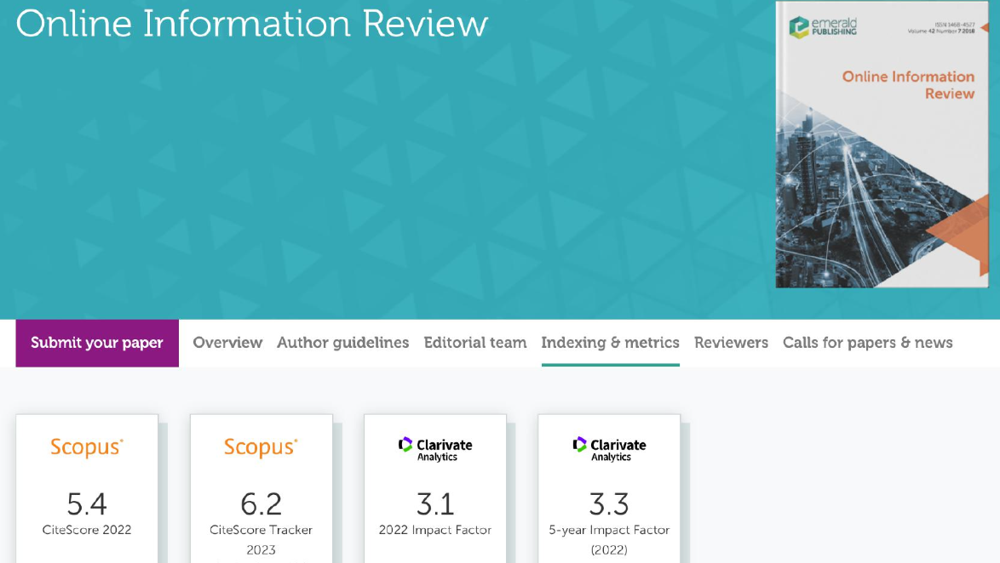 Online Information Review
emerald
PUBLISHING
ISSN 1468-4527
Volume 42 Number 7 2018
Online Information
Review
Submit your paper
Overview
Author guidelines
Editorial team
Indexing & metrics
Reviewers
Calls for papers & news
Scopus®
5.4
CiteScore 2022
Scopus®
6.2
CiteScore Tracker
2023
Clarivate
Analytics
3.1
2022 Impact Factor
Clarivate
Analytics
3.3
5-year Impact Factor
(2022)